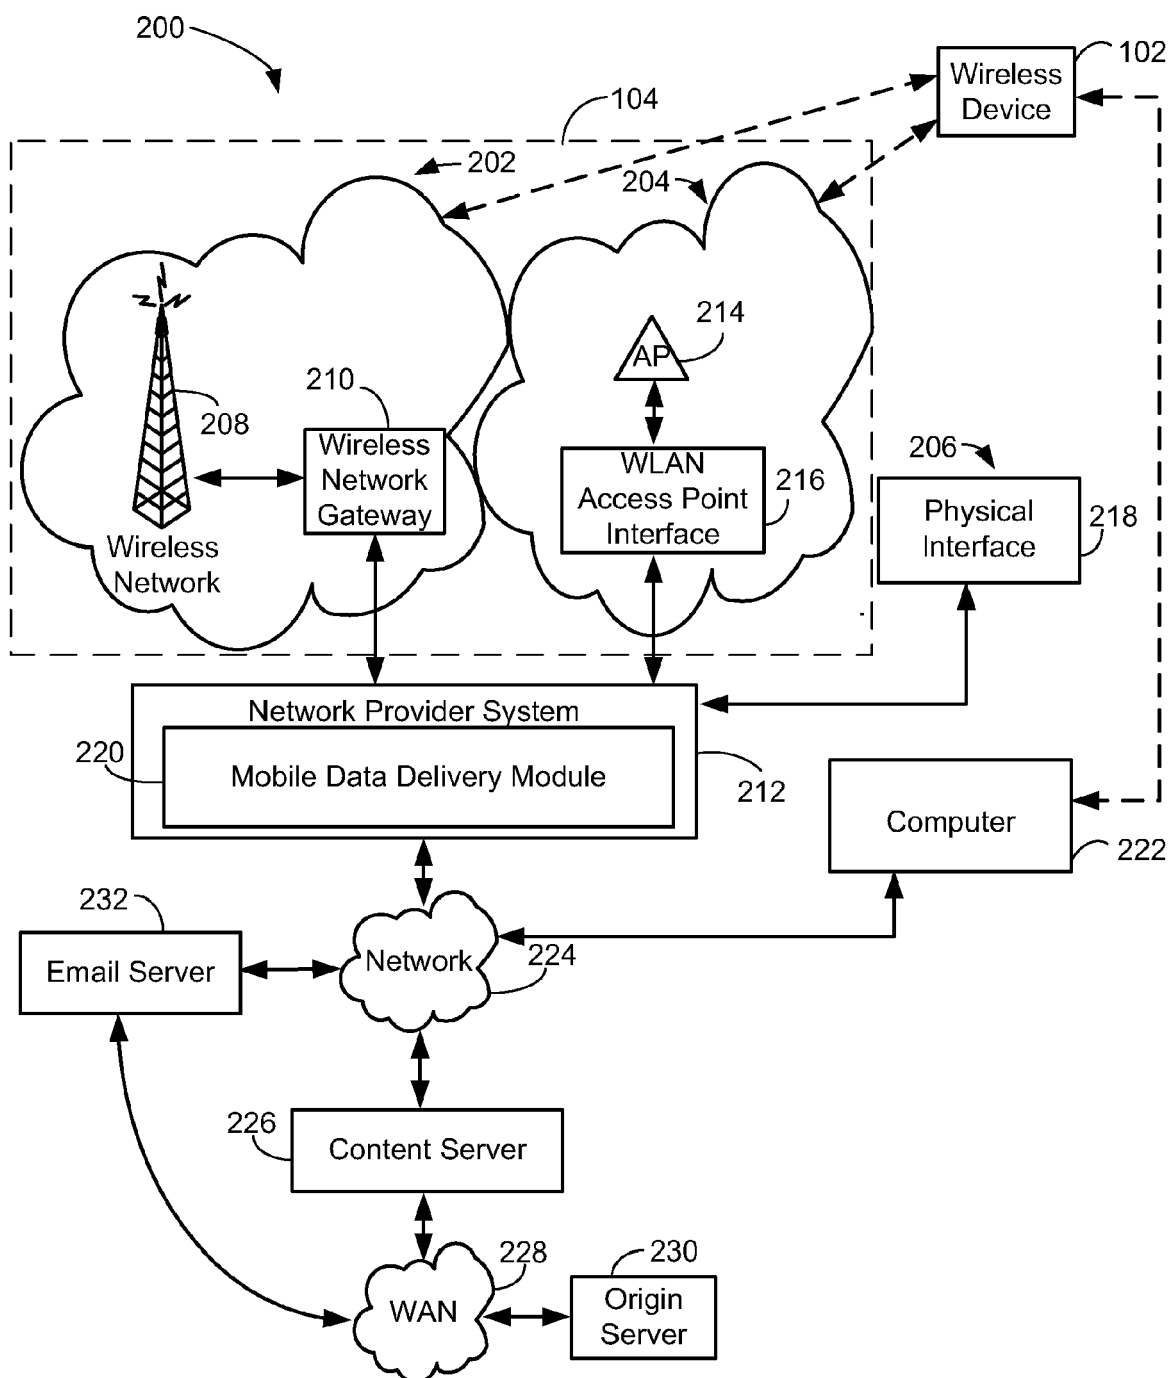 200
102
Wireless
Device
104
202
204
214
AP
210
208
Wireless
Network
Gateway
WLAN
Access Point
Interface
216
206
Physical
Interface
218
Wireless
Network
Network Provider System
220
Mobile Data Delivery Module
212
Computer
222
232
Email Server
Network
224
226
Content Server
228
WAN
230
Origin
Server